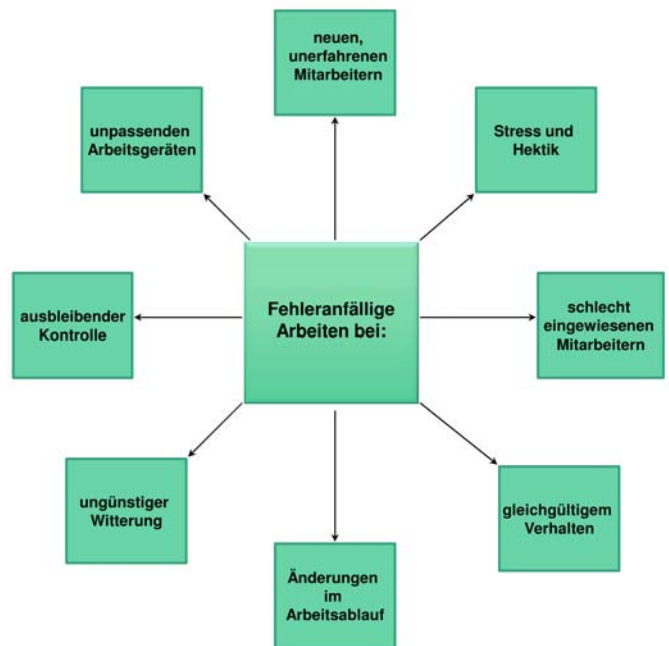 neuen,
unerfahrenen
Mitarbeitern
unpassenden
Arbeitsgeräten
Stress und
Hektik
ausbleibender
Kontrolle
Fehleranfällige
Arbeiten bei:
schlecht
eingewiesenen
Mitarbeitern
ungünstiger
Witterung
gleichgültigem
Verhalten
Änderungen
im
Arbeitsablauf